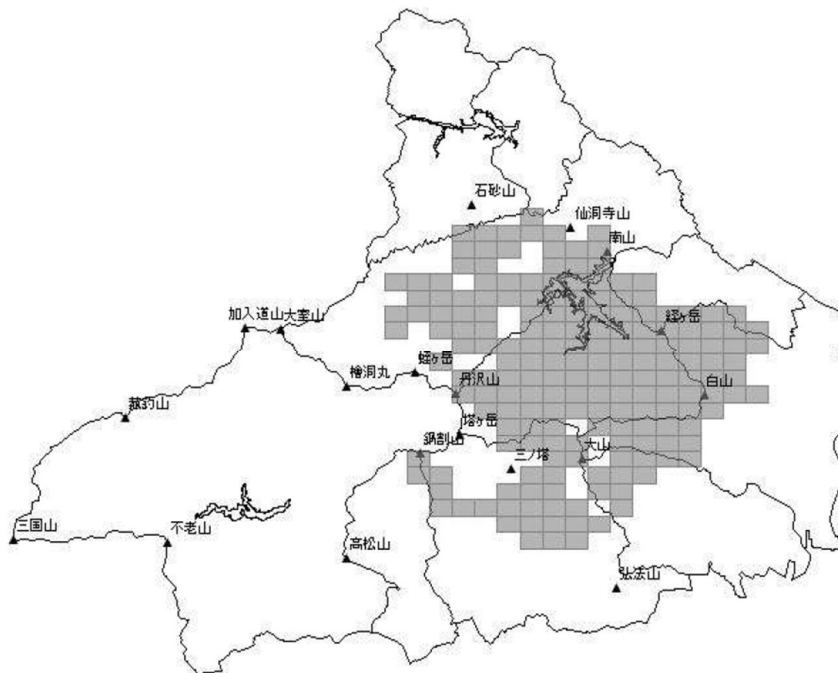 石砂山
仙洞寺山
南山
加入道山
大室山
経ヶ岳
蛭ヶ岳
檜洞丸
丹沢山
白山
菰釣山
塔ヶ岳
鍋割山
大山
三ノ塔
三国山
不老山
高松山
弘法山